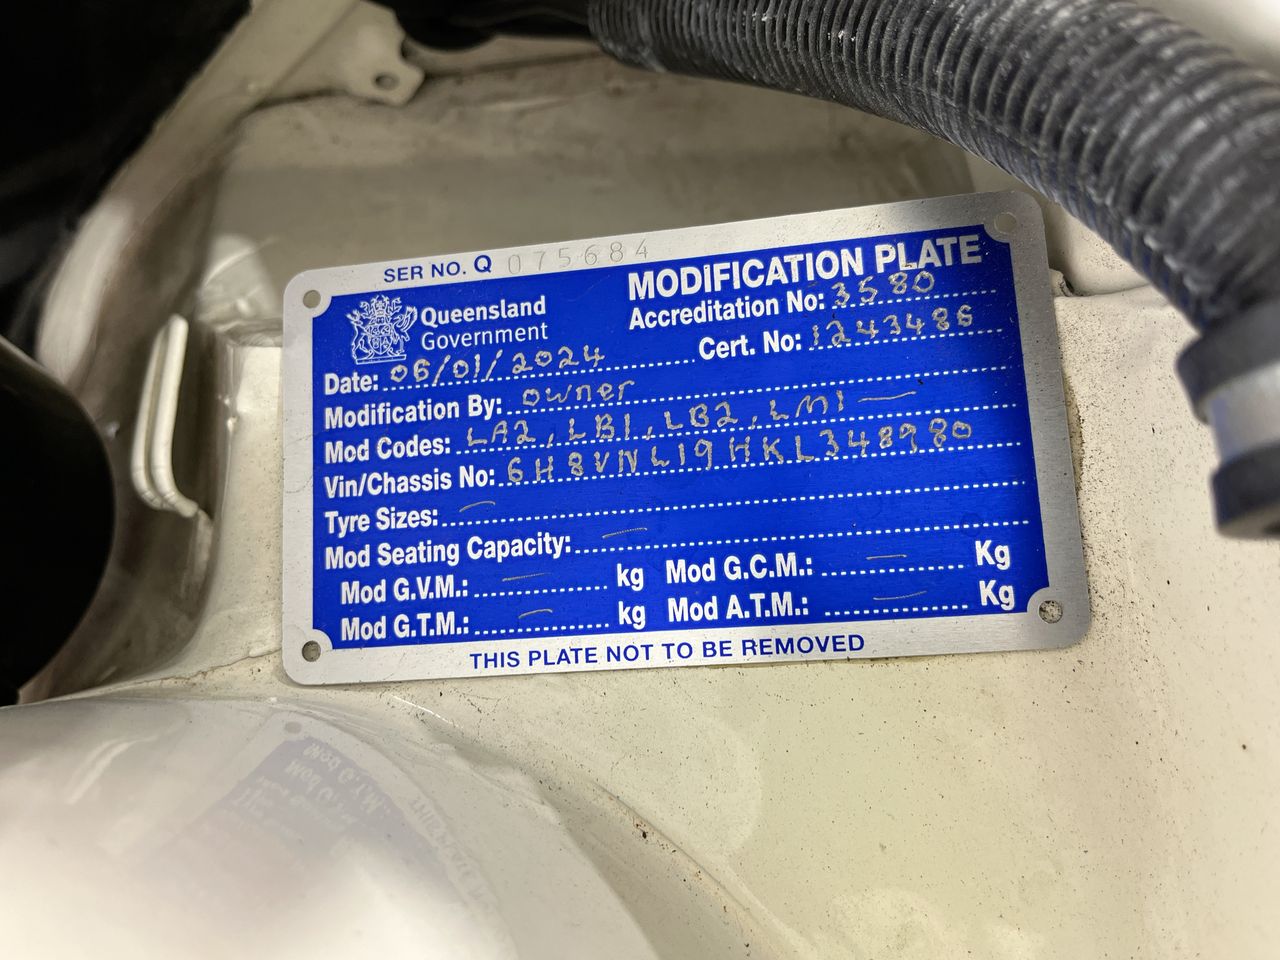 SER NO. Q 075684
MODIFICATION PLATE
Queensland
Government
Accreditation No: 3580
Cert. No: 1243486
Date: 06/01/2024
Modification By: owner
Mod Codes: LA2, LB1, LB2, LM1 —
Vin/Chassis No: 6H8VNL19HKL348980
Tyre Sizes: —
Mod Seating Capacity: —
Mod G.V.M.: — kg Mod G.C.M.: — Kg
Mod G.T.M.: — kg Mod A.T.M.: — Kg
THIS PLATE NOT TO BE REMOVED